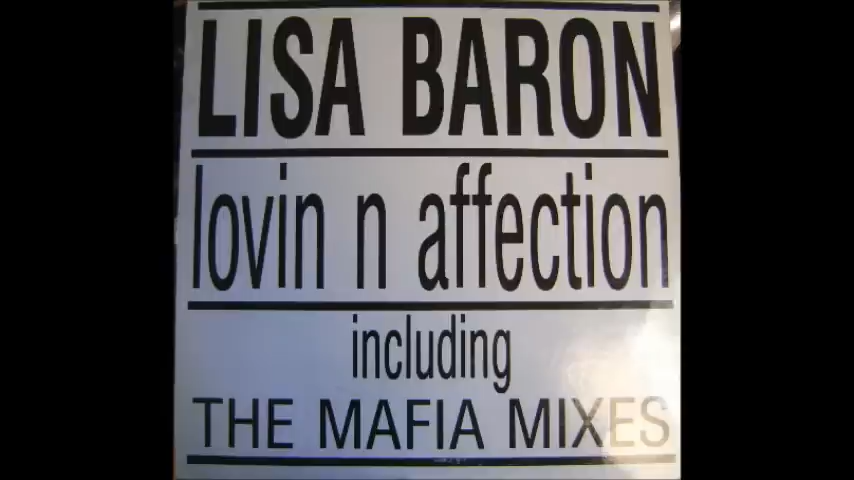 LISA BARON
lovin n affection
including
THE MAFIA MIXES